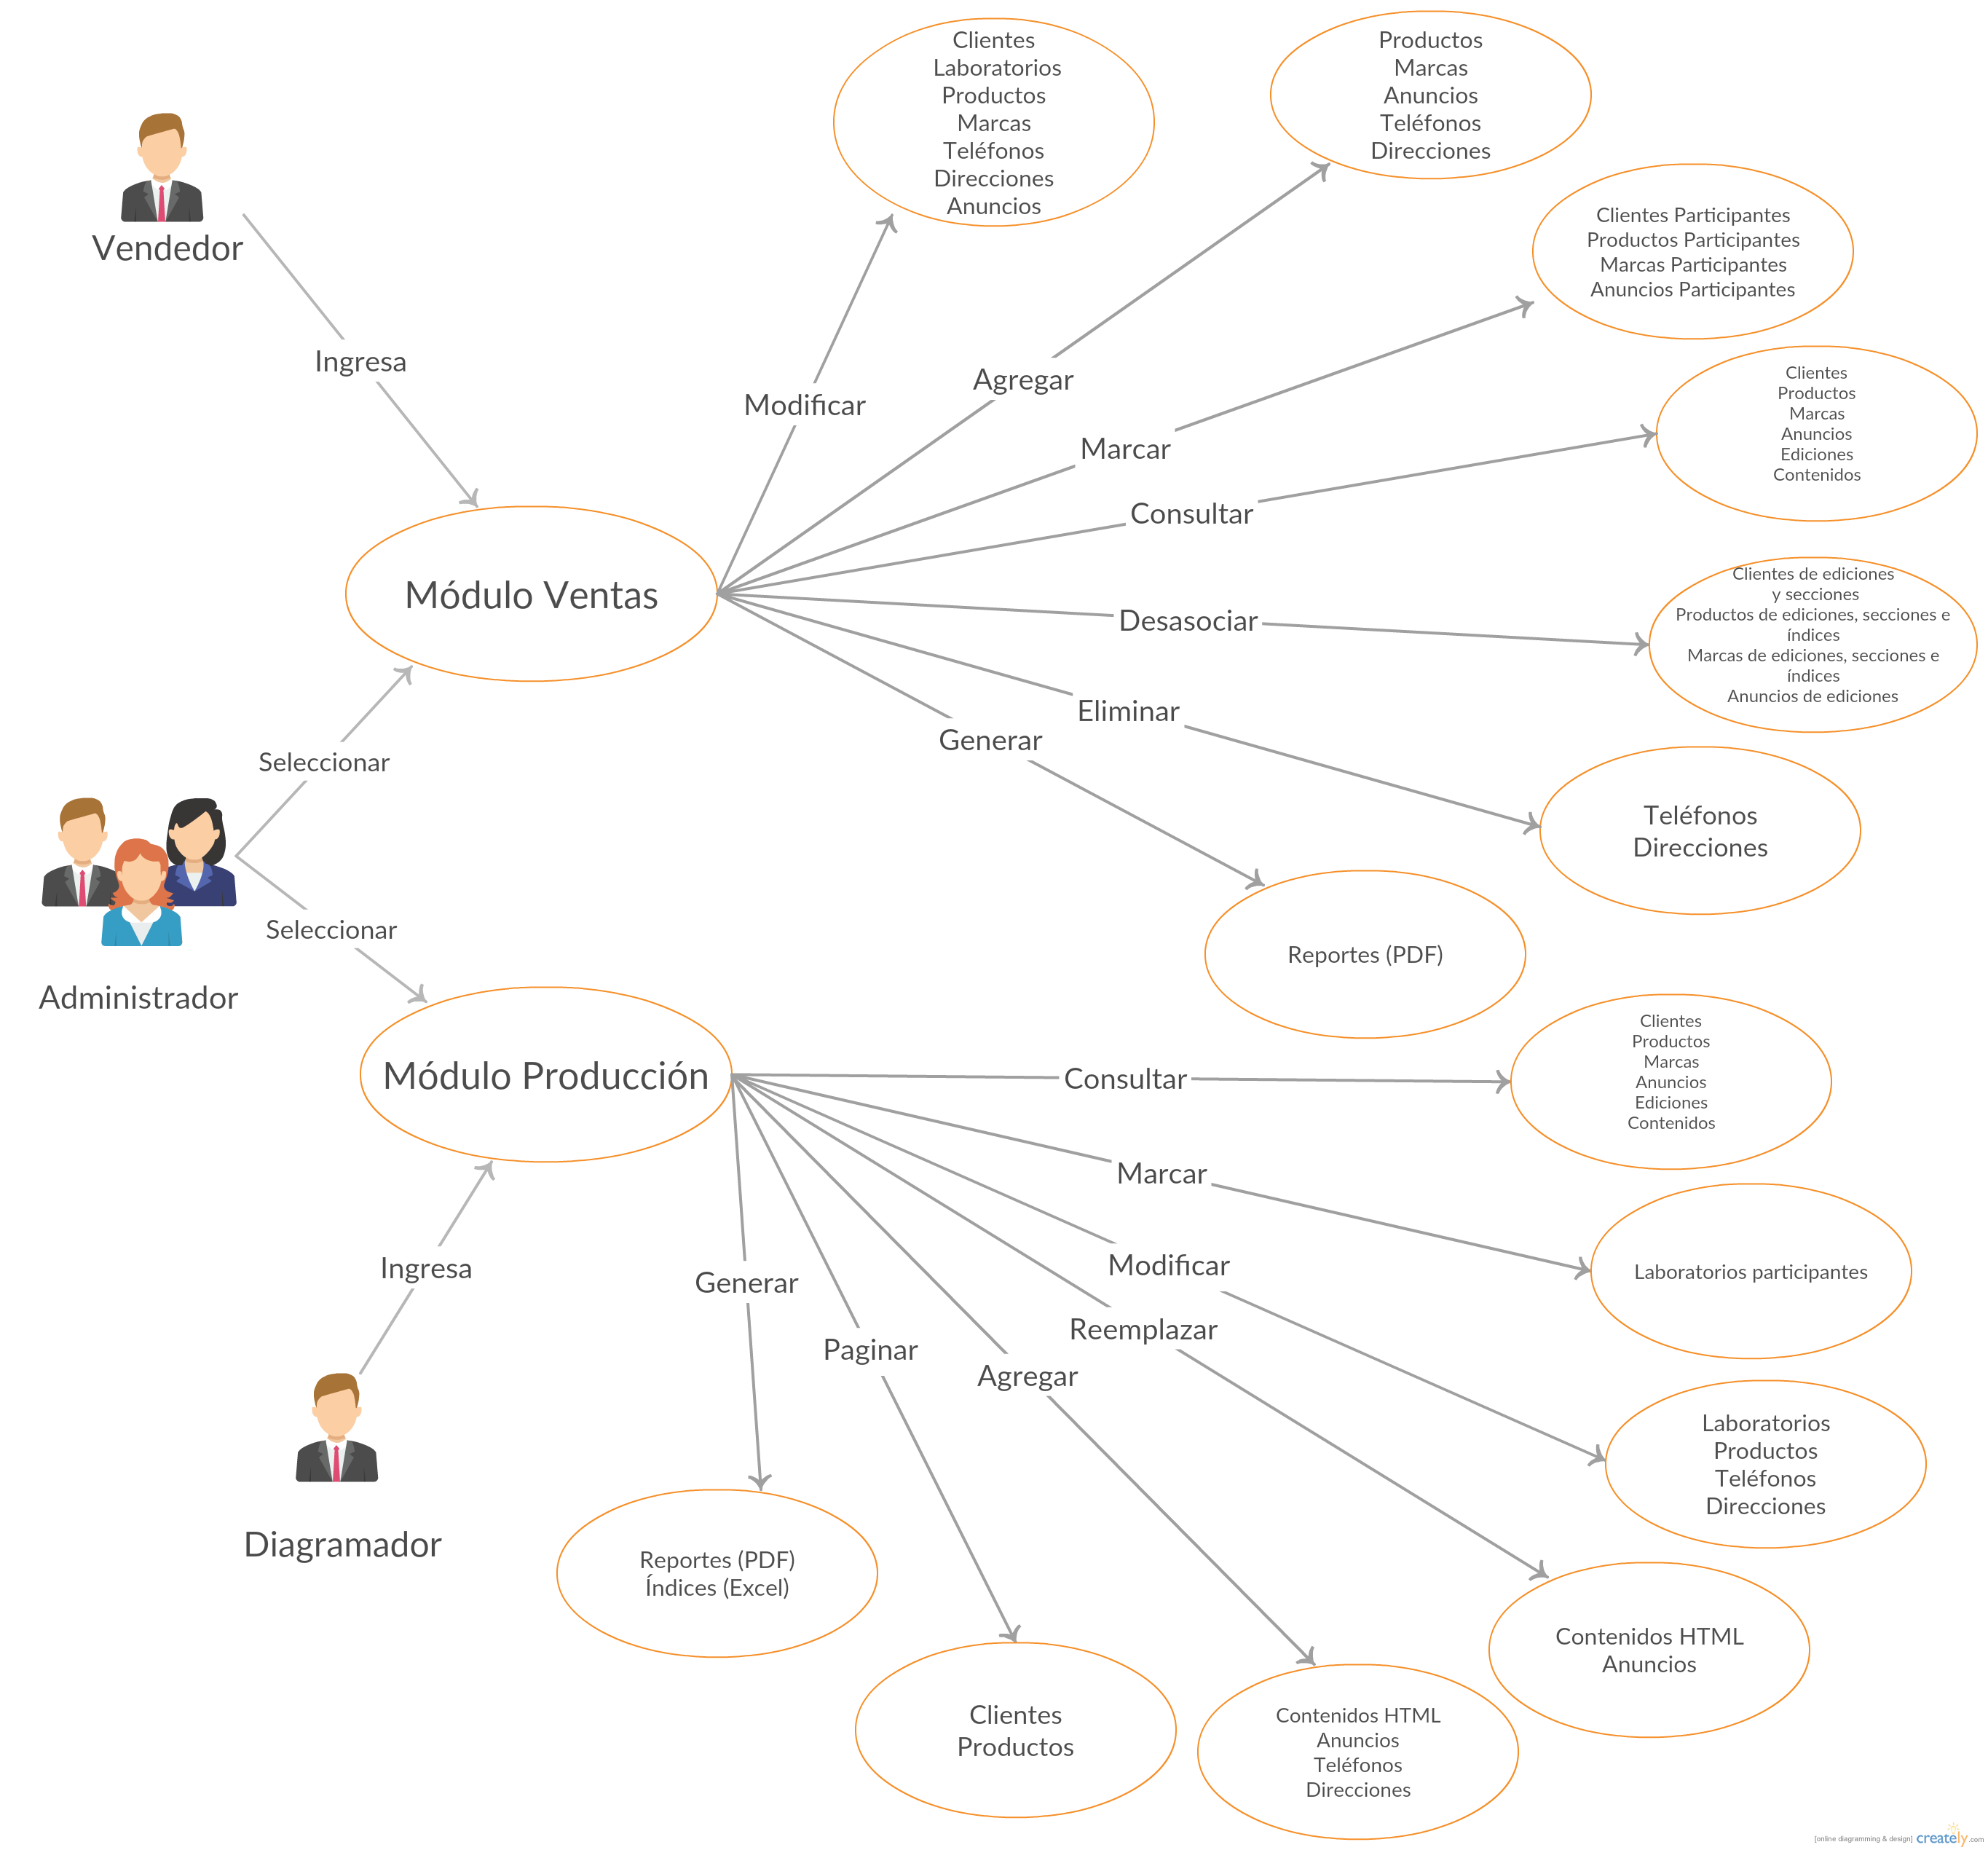 Clientes
Laboratorios
Productos
Marcas
Teléfonos
Direcciones
Anuncios
Productos
Marcas
Anuncios
Teléfonos
Direcciones
Clientes Participantes
Productos Participantes
Marcas Participantes
Anuncios Participantes
Vendedor
Ingresa
Modificar
Agregar
Marcar
Consultar
Clientes
Productos
Marcas
Anuncios
Ediciones
Contenidos
Módulo Ventas
Desasociar
Clientes de ediciones
y secciones
Productos de ediciones, secciones e
índices
Marcas de ediciones, secciones e
índices
Anuncios de ediciones
Eliminar
Generar
Seleccionar
Teléfonos
Direcciones
Reportes (PDF)
Seleccionar
Administrador
Módulo Producción
Consultar
Clientes
Productos
Marcas
Anuncios
Ediciones
Contenidos
Marcar
Laboratorios participantes
Ingresa
Generar
Modificar
Reemplazar
Paginar
Agregar
Laboratorios
Productos
Teléfonos
Direcciones
Diagramador
Reportes (PDF)
Índices (Excel)
Contenidos HTML
Anuncios
Clientes
Productos
Contenidos HTML
Anuncios
Teléfonos
Direcciones
[online diagramming & design] creately.com